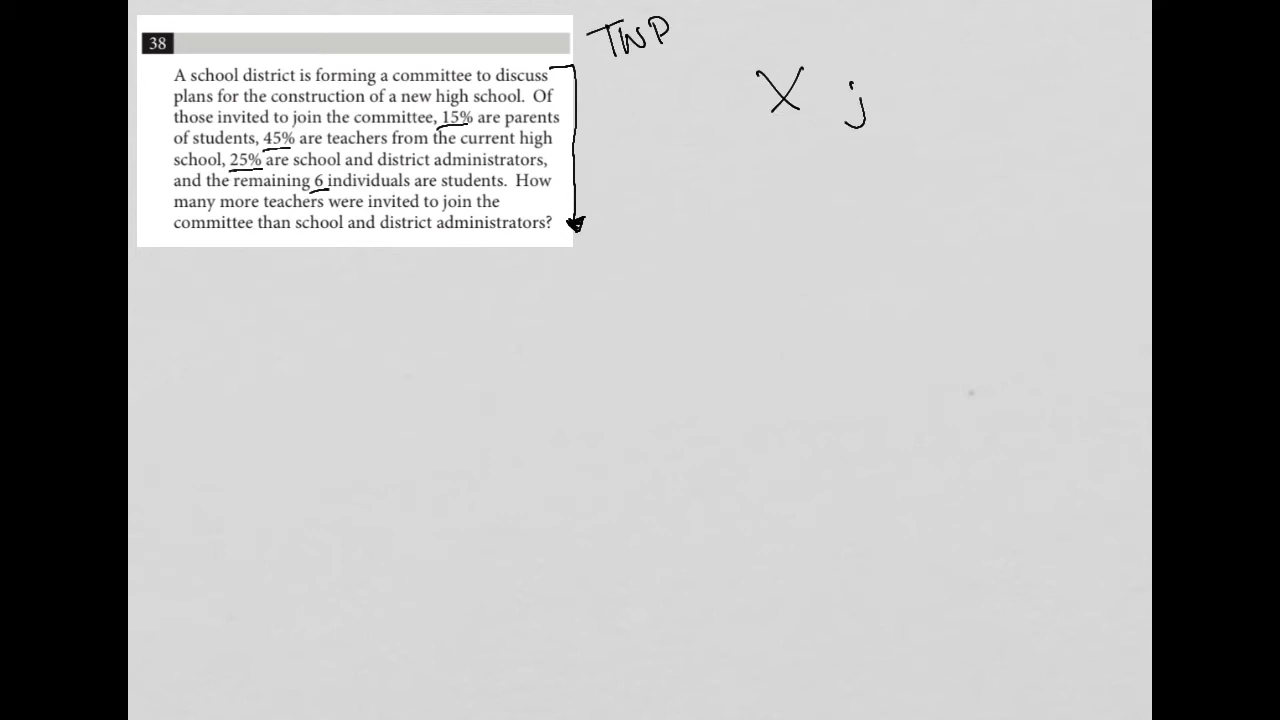 38
TWP
A school district is forming a committee to discuss
plans for the construction of a new high school. Of
those invited to join the committee, 15% are parents
of students, 45% are teachers from the current high
school, 25% are school and district administrators,
and the remaining 6 individuals are students. How
many more teachers were invited to join the
committee than school and district administrators?
X j